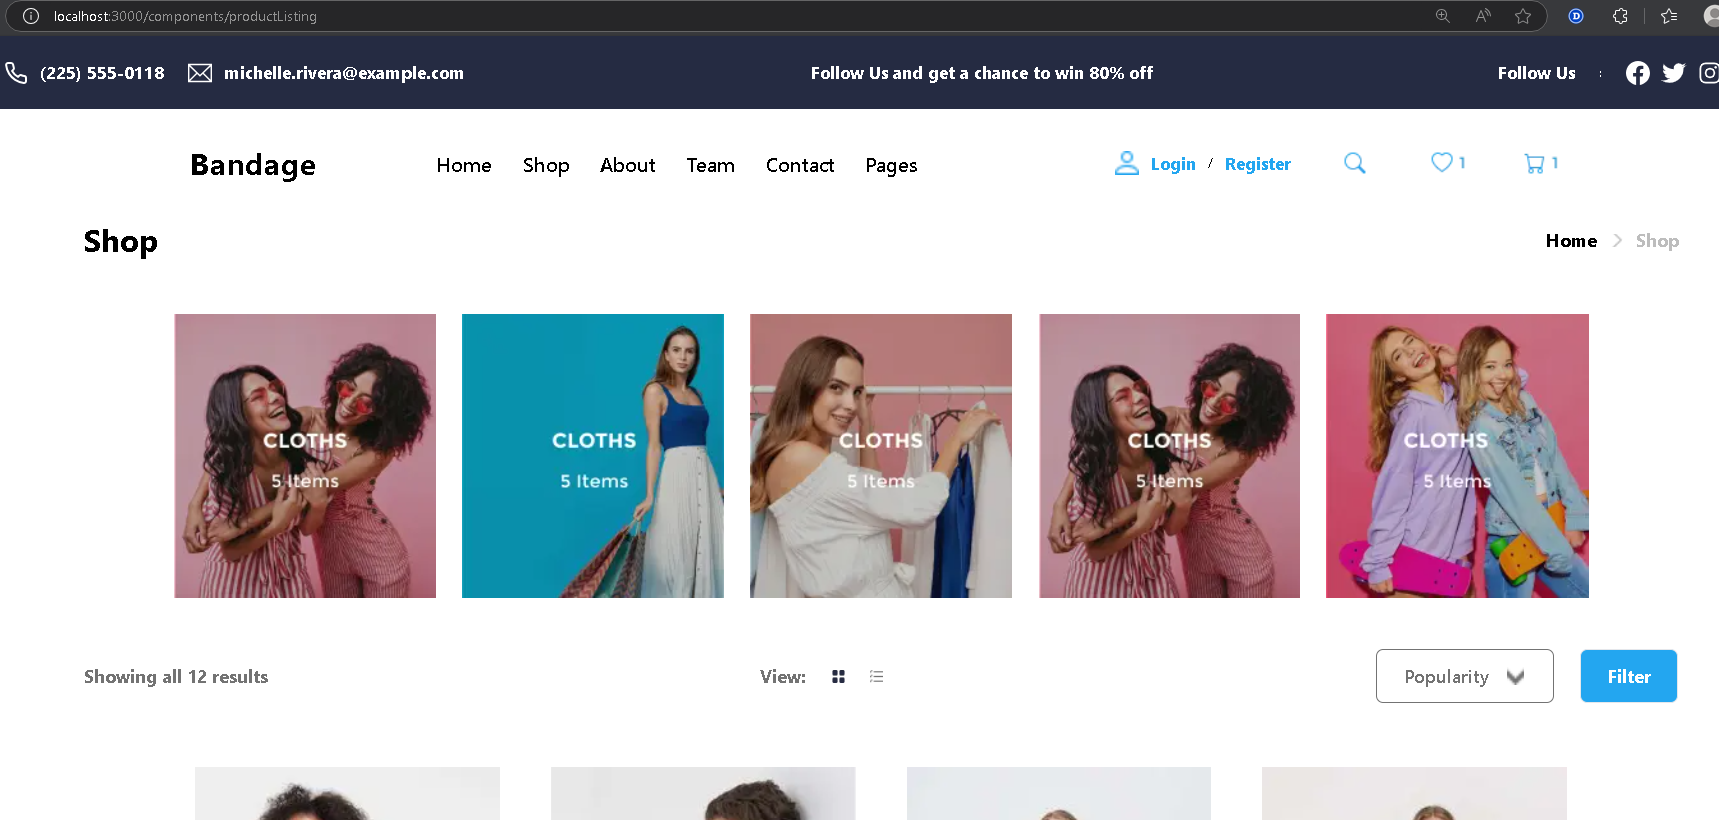 localhost:3000/components/productListing
(225) 555-0118 michelle.rivera@example.com Follow Us and get a chance to win 80% off Follow Us :
Bandage Home Shop About Team Contact Pages Login / Register 1 1
Shop Home > Shop
CLOTHS CLOTHS CLOTHS CLOTHS CLOTHS
5 Items 5 Items 5 Items 5 Items 5 Items
Showing all 12 results View: Popularity Filter